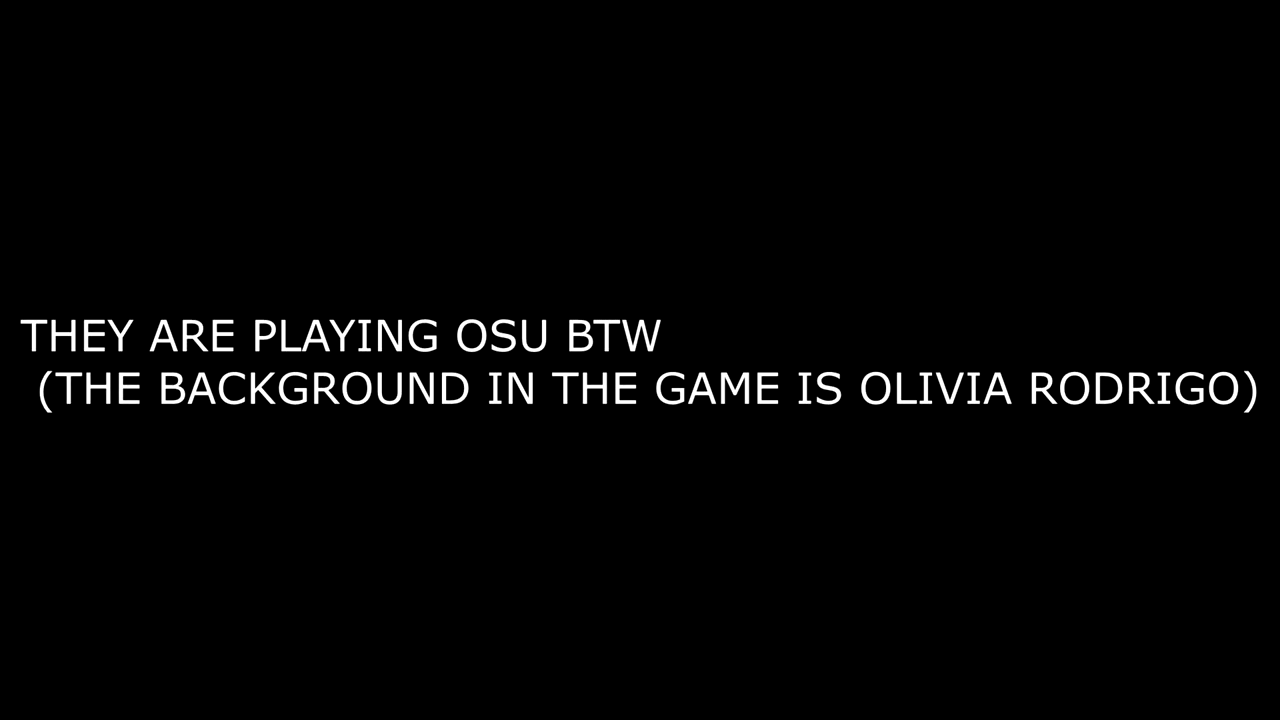 THEY ARE PLAYING OSU BTW
(THE BACKGROUND IN THE GAME IS OLIVIA RODRIGO)